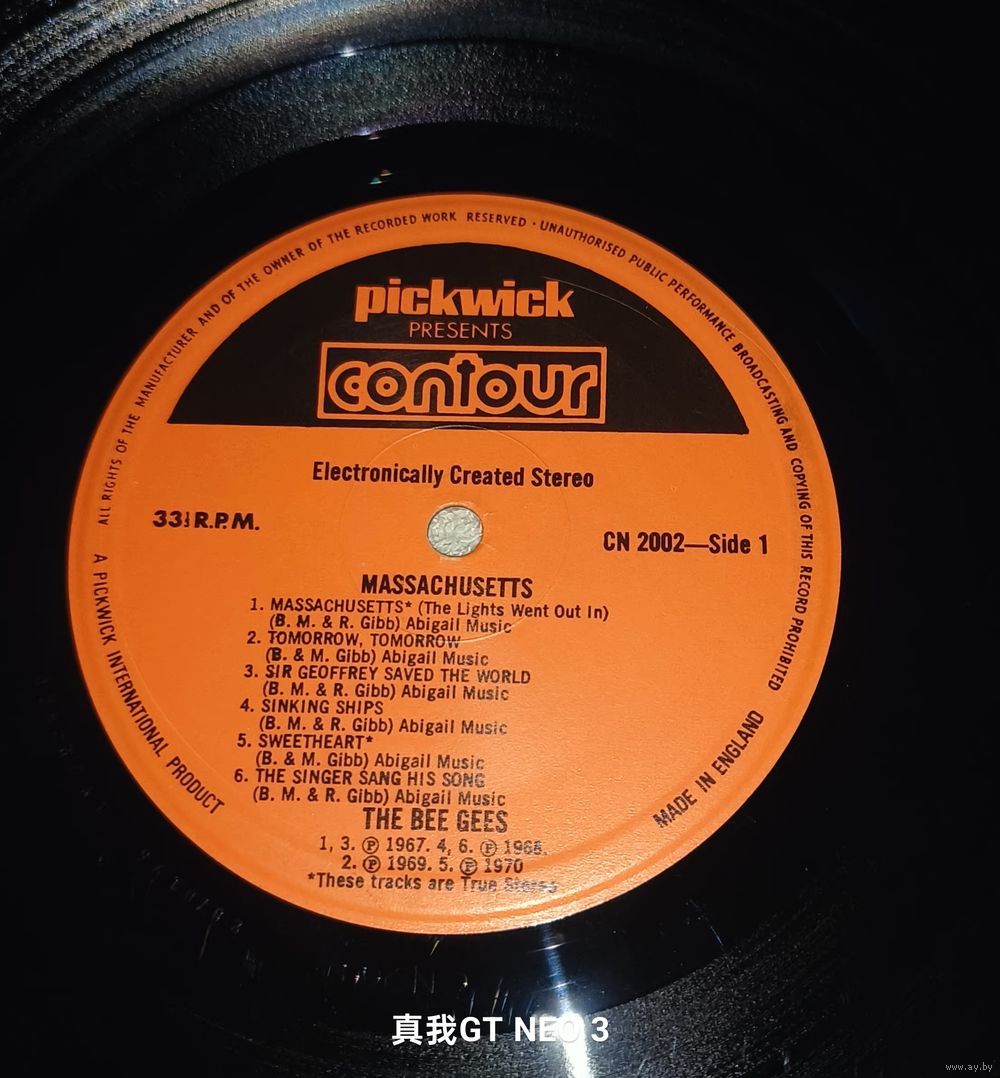 ALL RIGHTS OF THE MANUFACTURER AND OF THE OWNER OF THE RECORDED WORK RESERVED · UNAUTHORISED PUBLIC PERFORMANCE BROADCASTING AND COPYING OF THIS RECORD PROHIBITED
pickwick
PRESENTS
contour
Electronically Created Stereo
33⅓ R.P.M.
CN 2002—Side 1
MASSACHUSETTS
1. MASSACHUSETTS* (The Lights Went Out In)
(B. M. & R. Gibb) Abigail Music
2. TOMORROW, TOMORROW
(B. & M. Gibb) Abigail Music
3. SIR GEOFFREY SAVED THE WORLD
(B. M. & R. Gibb) Abigail Music
4. SINKING SHIPS
(B. M. & R. Gibb) Abigail Music
5. SWEETHEART*
(B. & M. Gibb) Abigail Music
6. THE SINGER SANG HIS SONG
(B. M. & R. Gibb) Abigail Music
THE BEE GEES
1, 3. ℗ 1967. 4, 6. ℗ 1968.
2. ℗ 1969. 5. ℗ 1970
*These tracks are True Stereo
A PICKWICK INTERNATIONAL PRODUCT
MADE IN ENGLAND
真我GT NEO 3
www.ay.by